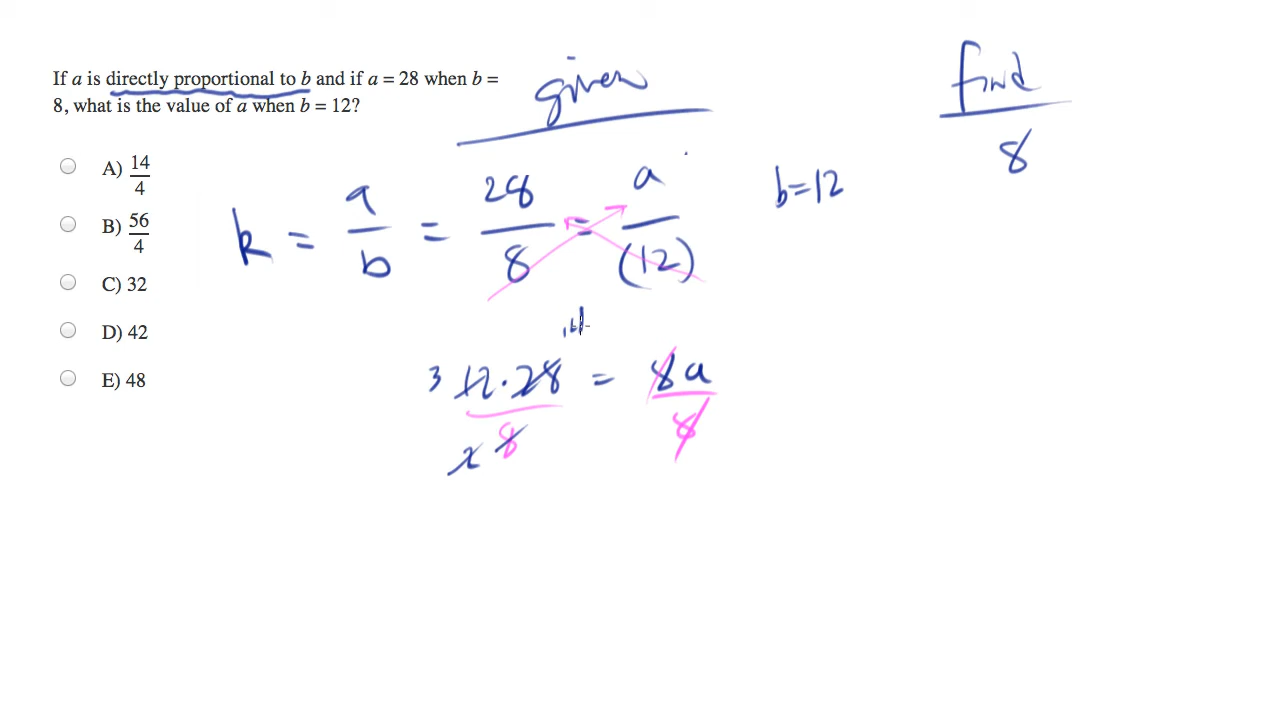 If a is directly proportional to b and if a = 28 when b =
8, what is the value of a when b = 12?
A) 14/4
B) 56/4
C) 32
D) 42
E) 48
given
find
8
k = a/b = 28/8 = a/(12)
b=12
14
3 12·28 = 8a
8 8